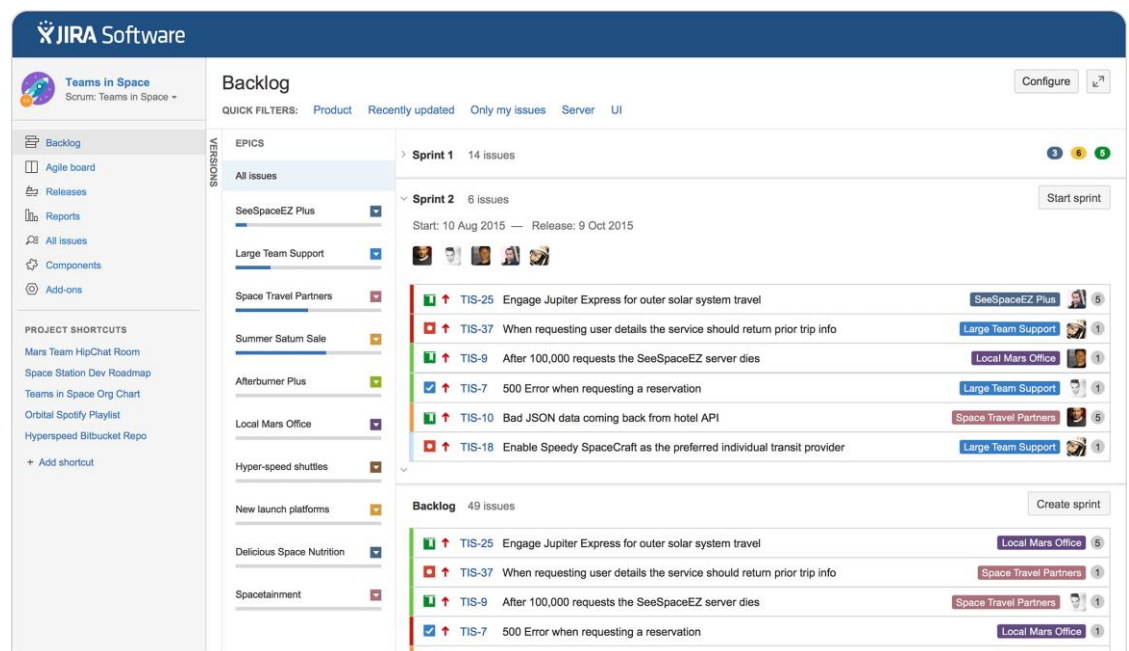 JIRA Software
Teams in Space
Scrum: Teams in Space
Backlog
Agile board
Releases
Reports
All issues
Components
Add-ons
PROJECT SHORTCUTS
Mars Team HipChat Room
Space Station Dev Roadmap
Teams in Space Org Chart
Orbital Spotify Playlist
Hyperspeed Bitbucket Repo
+ Add shortcut
Backlog
Configure
QUICK FILTERS: Product Recently updated Only my issues Server UI
VERSIONS
EPICS
All issues
SeeSpaceEZ Plus
Large Team Support
Space Travel Partners
Summer Saturn Sale
Afterburner Plus
Local Mars Office
Hyper-speed shuttles
New launch platforms
Delicious Space Nutrition
Spacetainment
Sprint 1 14 issues 3 6 5
Sprint 2 6 issues Start sprint
Start: 10 Aug 2015 — Release: 9 Oct 2015
TIS-25 Engage Jupiter Express for outer solar system travel SeeSpaceEZ Plus 5
TIS-37 When requesting user details the service should return prior trip info Large Team Support 1
TIS-9 After 100,000 requests the SeeSpaceEZ server dies Local Mars Office 1
TIS-7 500 Error when requesting a reservation Large Team Support 1
TIS-10 Bad JSON data coming back from hotel API Space Travel Partners 5
TIS-18 Enable Speedy SpaceCraft as the preferred individual transit provider Large Team Support 1
Backlog 49 issues Create sprint
TIS-25 Engage Jupiter Express for outer solar system travel Local Mars Office 5
TIS-37 When requesting user details the service should return prior trip info Space Travel Partners 1
TIS-9 After 100,000 requests the SeeSpaceEZ server dies Space Travel Partners 1
TIS-7 500 Error when requesting a reservation Local Mars Office 1